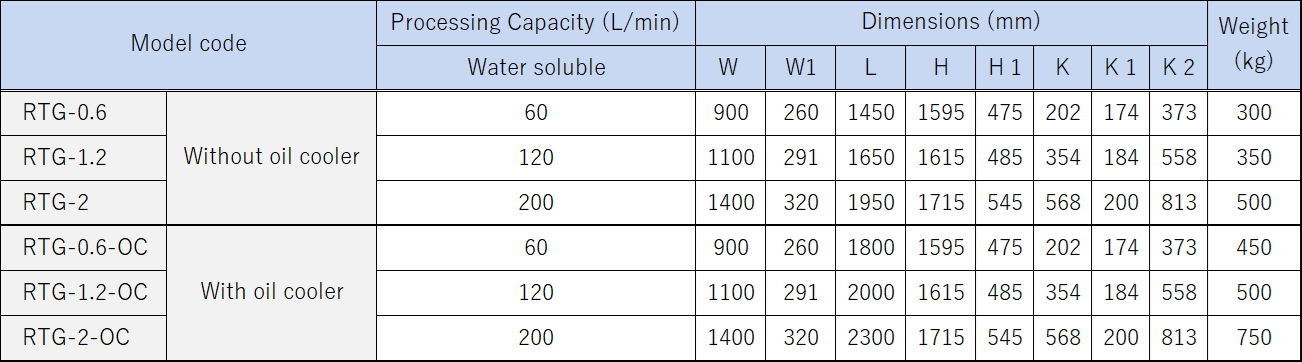 Model code Processing Capacity (L/min) Dimensions (mm) Weight (kg)
Water soluble W W1 L H H 1 K K 1 K 2
RTG-0.6 Without oil cooler 60 900 260 1450 1595 475 202 174 373 300
RTG-1.2 120 1100 291 1650 1615 485 354 184 558 350
RTG-2 200 1400 320 1950 1715 545 568 200 813 500
RTG-0.6-OC With oil cooler 60 900 260 1800 1595 475 202 174 373 450
RTG-1.2-OC 120 1100 291 2000 1615 485 354 184 558 500
RTG-2-OC 200 1400 320 2300 1715 545 568 200 813 750